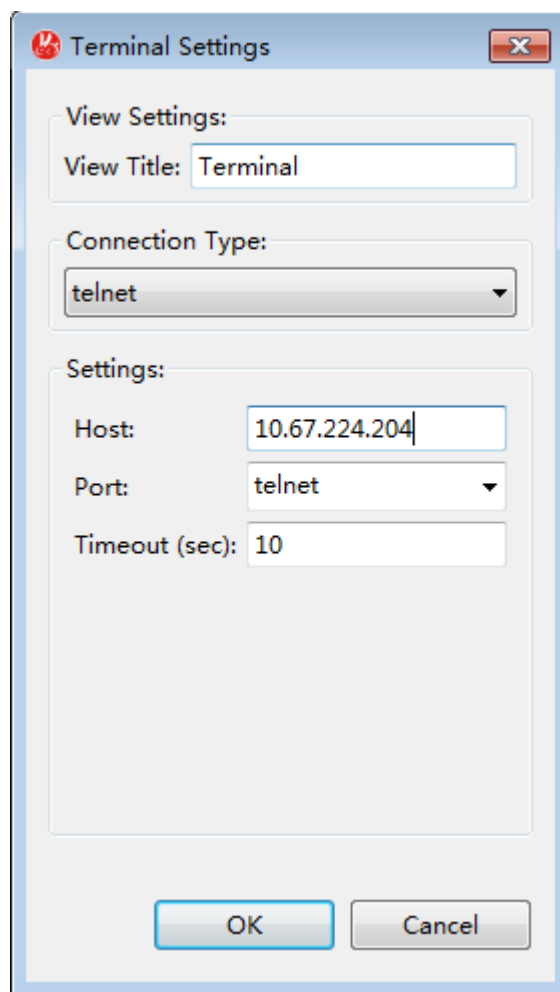 Terminal Settings
View Settings:
View Title: Terminal
Connection Type:
telnet
Settings:
Host: 10.67.224.204
Port: telnet
Timeout (sec): 10
OK Cancel